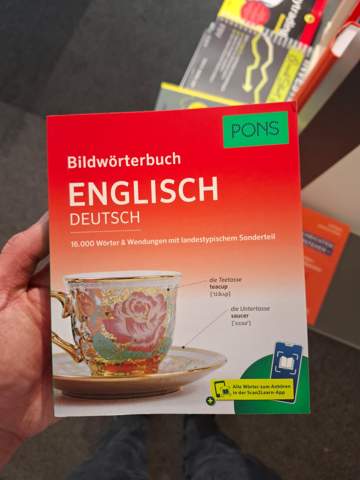 PONS
Bildwörterbuch
ENGLISCH
DEUTSCH
16.000 Wörter & Wendungen mit landestypischem Sonderteil
die Teetasse
teacup
die Untertasse
saucer
Alle Wörter zum Anhören
in der Scan2Learn-App